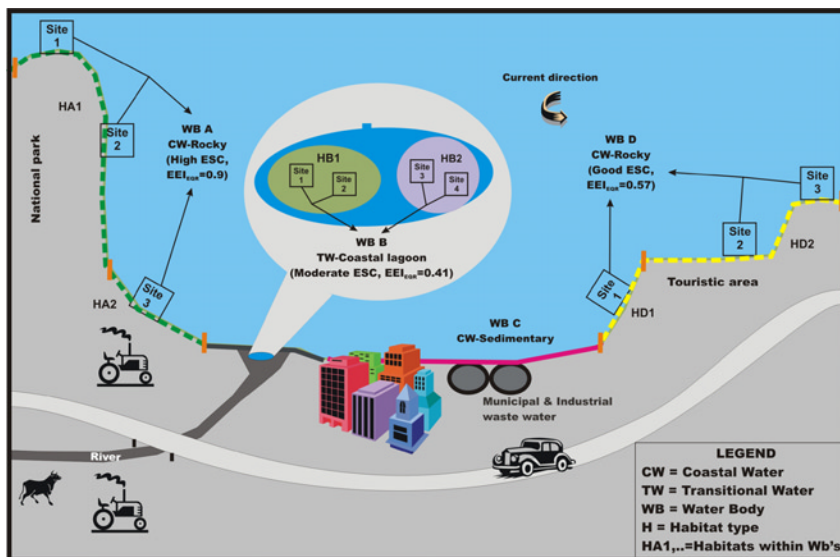 Site
1
HA1
Site
2
National park
WB A
CW-Rocky
(High ESC,
EEIEQR=0.9)
HA2
Site
3
HB1
Site
1
Site
2
HB2
Site
3
Site
4
WB B
TW-Coastal lagoon
(Moderate ESC, EEIEQR=0.41)
Current direction
WB D
CW-Rocky
(Good ESC,
EEIEQR=0.57)
Site
3
Site
2
HD2
Touristic area
Site
1
HD1
WB C
CW-Sedimentary
Municipal & Industrial
waste water
River
LEGEND
CW = Coastal Water
TW = Transitional Water
WB = Water Body
H = Habitat type
HA1,..=Habitats within Wb's